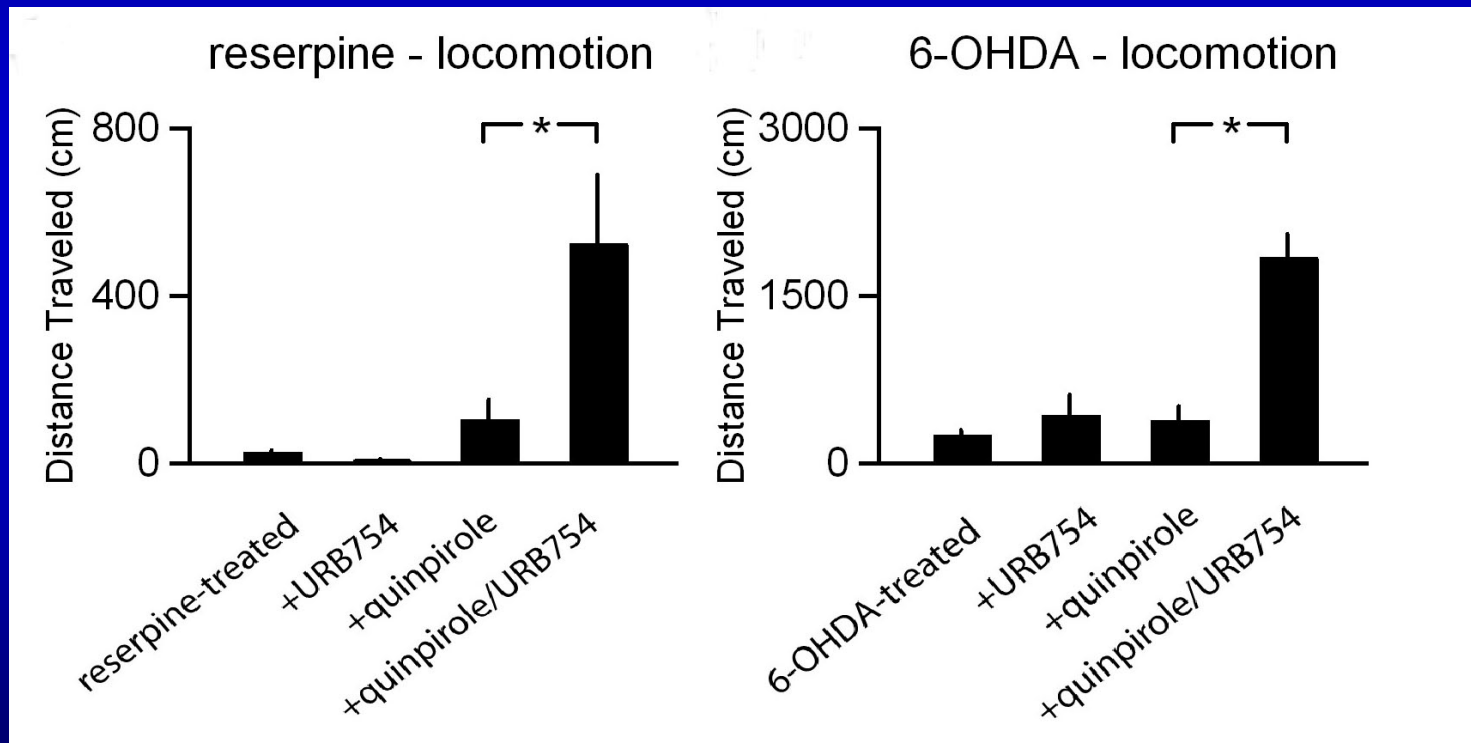 reserpine - locomotion
Distance Traveled (cm)
800
400
0
*
reserpine-treated
+URB754
+quinpirole
+quinpirole/URB754
6-OHDA - locomotion
Distance Traveled (cm)
3000
1500
0
*
6-OHDA-treated
+URB754
+quinpirole
+quinpirole/URB754